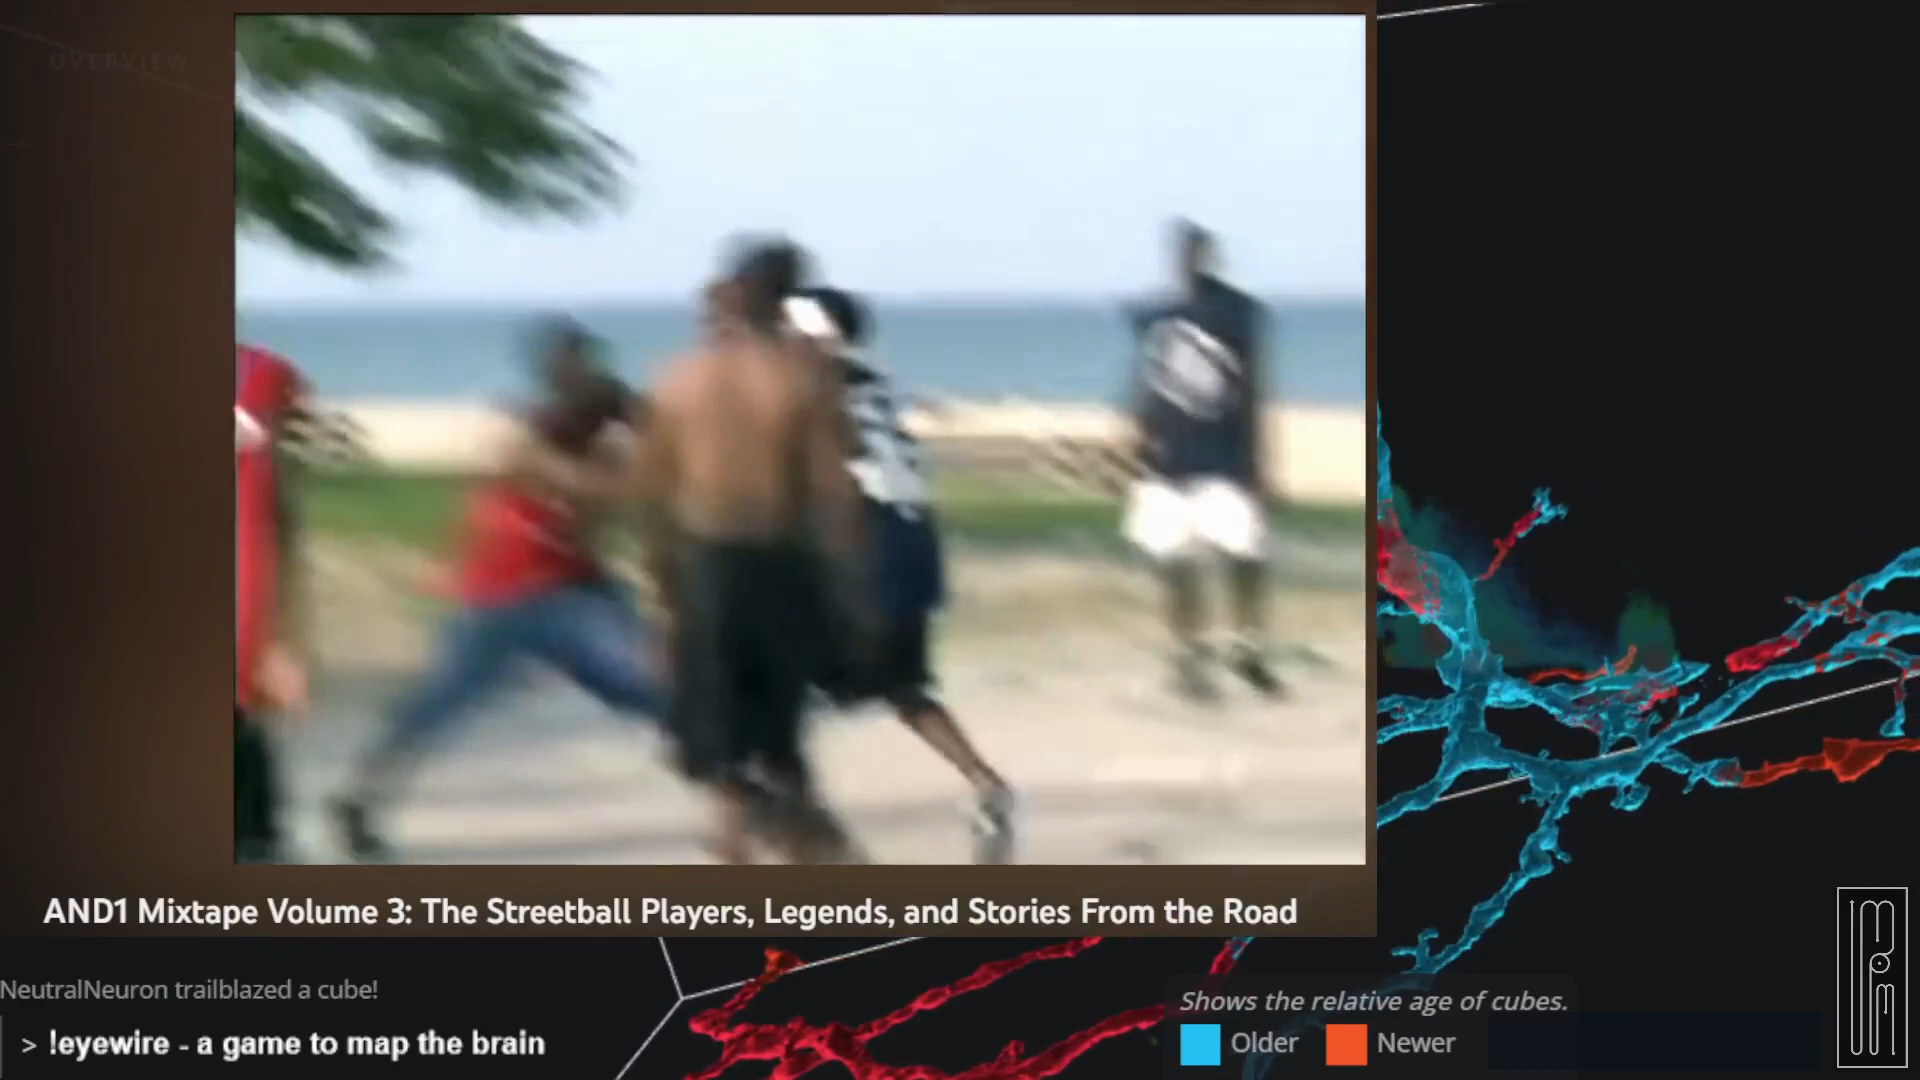 OVERVIEW
AND1 Mixtape Volume 3: The Streetball Players, Legends, and Stories From the Road
NeutralNeuron trailblazed a cube!
> !eyewire - a game to map the brain
Shows the relative age of cubes.
Older Newer